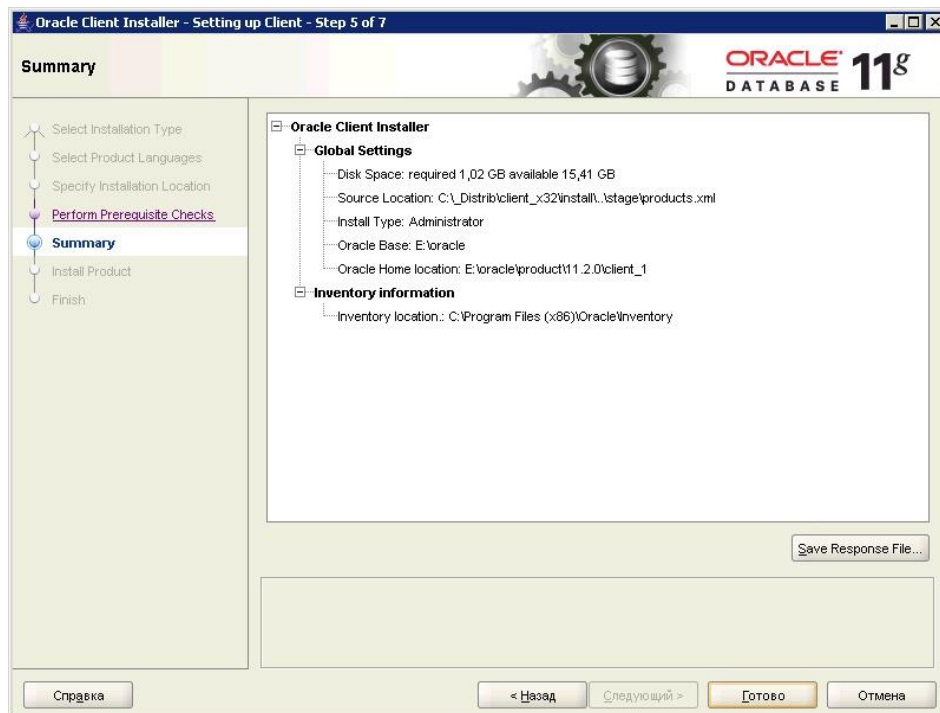 Oracle Client Installer - Setting up Client - Step 5 of 7
Summary
ORACLE
DATABASE
11g
Select Installation Type
Select Product Languages
Specify Installation Location
Perform Prerequisite Checks
Summary
Install Product
Finish
Oracle Client Installer
Global Settings
Disk Space: required 1,02 GB available 15,41 GB
Source Location: C:\_Distrib\client_x32\install\..\stage\products.xml
Install Type: Administrator
Oracle Base: E:\oracle
Oracle Home location: E:\oracle\product\11.2.0\client_1
Inventory information
Inventory location.: C:\Program Files (x86)\Oracle\Inventory
Save Response File...
Справка
< Назад
Следующий >
Готово
Отмена